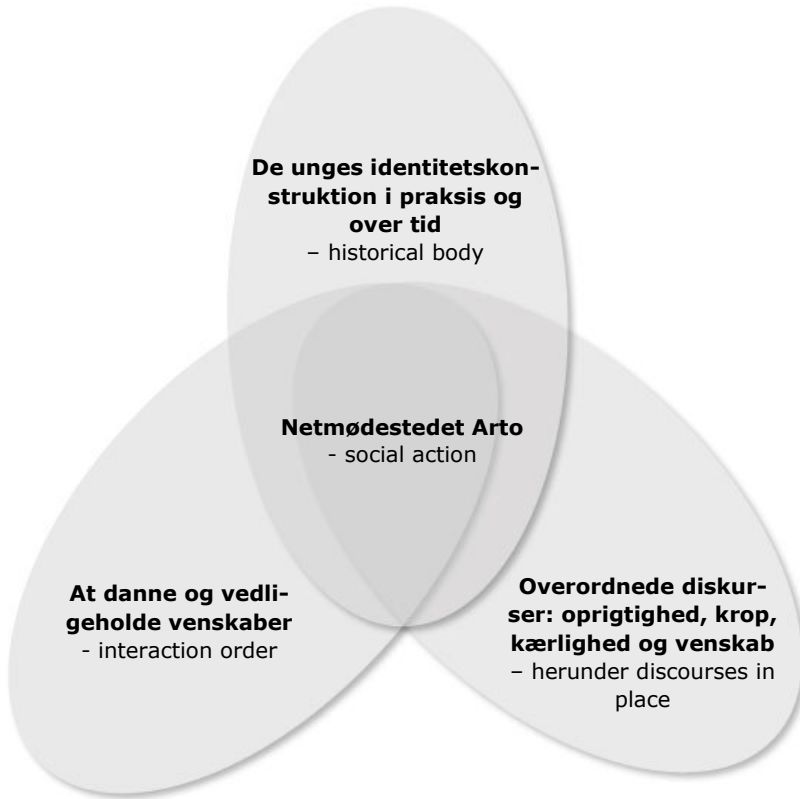 De unges identitetskon-
struktion i praksis og
over tid
– historical body
Netmødestedet Arto
- social action
At danne og vedli-
geholde venskaber
- interaction order
Overordnede diskur-
ser: oprigtighed, krop,
kærlighed og venskab
– herunder discourses in
place